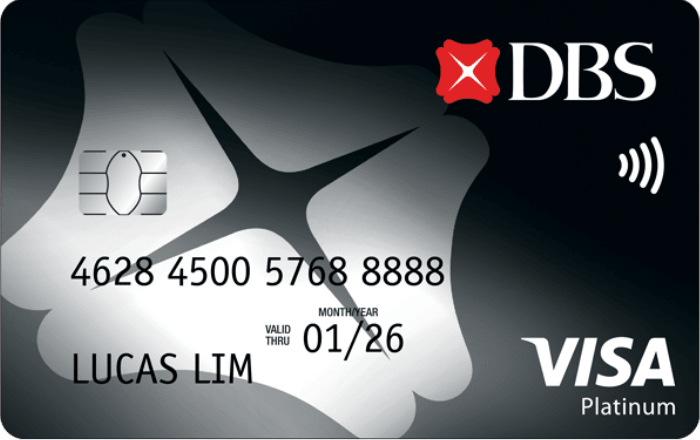 DBS
4628 4500 5768 8888
MONTH/YEAR
VALID THRU 01/26
LUCAS LIM
VISA
Platinum